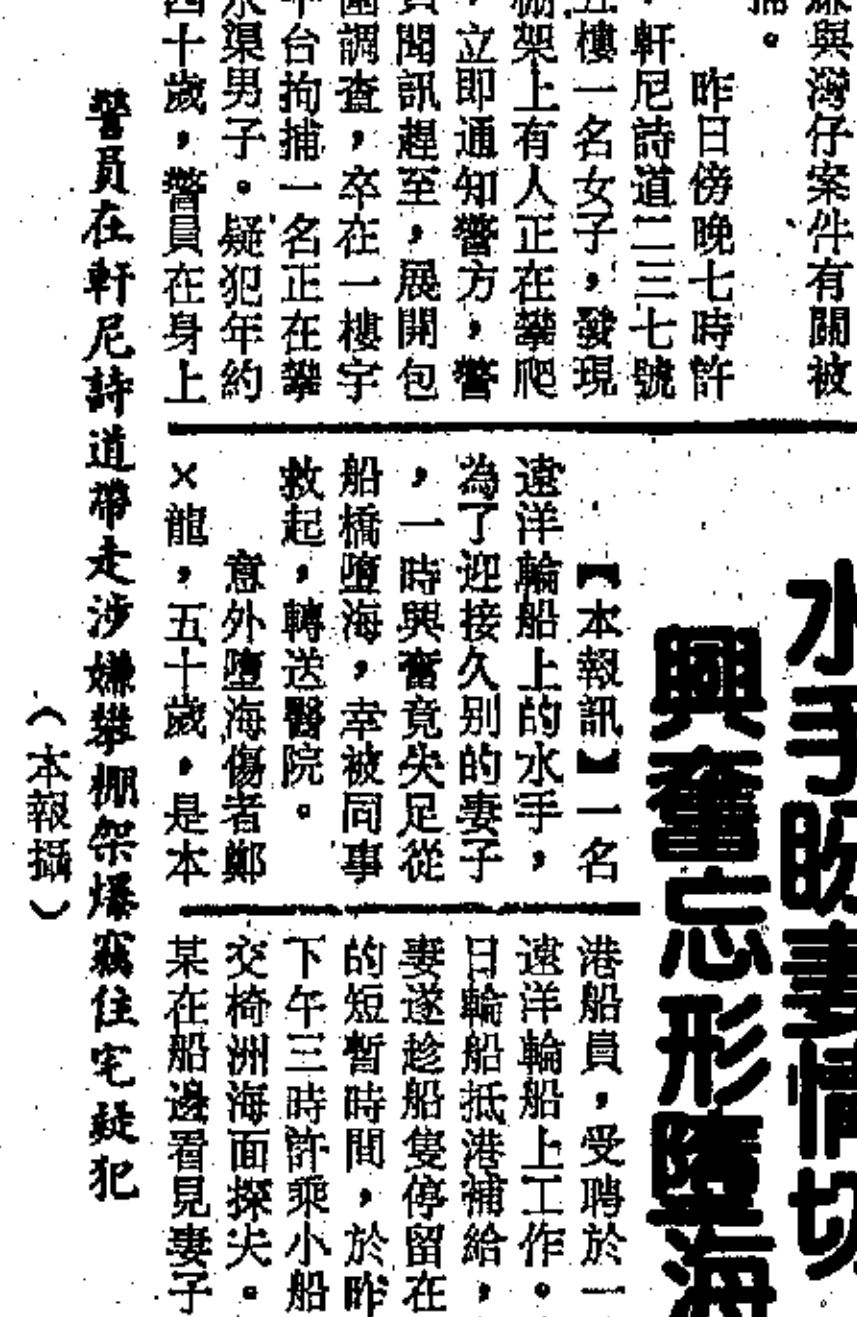 嫌與灣仔案件有關被
捕。
昨日傍晚七時許
，軒尼詩道二三七號
五樓一名女子，發現
棚架上有人正在攀爬
，立即通知警方，警
員聞訊趕至，展開包
圍調查，卒在一樓宇
平台拘捕一名正在攀
水渠男子。疑犯年約
四十歲，警員在身上
警員在軒尼詩道帶走涉嫌攀棚架爆竊住宅疑犯
（本報攝）
水手盼妻情切
興奮忘形墮海
【本報訊】一名
遠洋輪船上的水手，
為了迎接久别的妻子
，一時興奮竟失足從
船橋墮海，幸被同事
救起，轉送醫院。
意外墮海傷者鄭
×龍，五十歲，是本
港船員，受聘於一
遠洋輪船上工作。
日輪船抵港補給，
妻遂趁船隻停留在
的短暫時間，於昨
下午三時許乘小船
交椅洲海面探夫。
某在船邊看見妻子